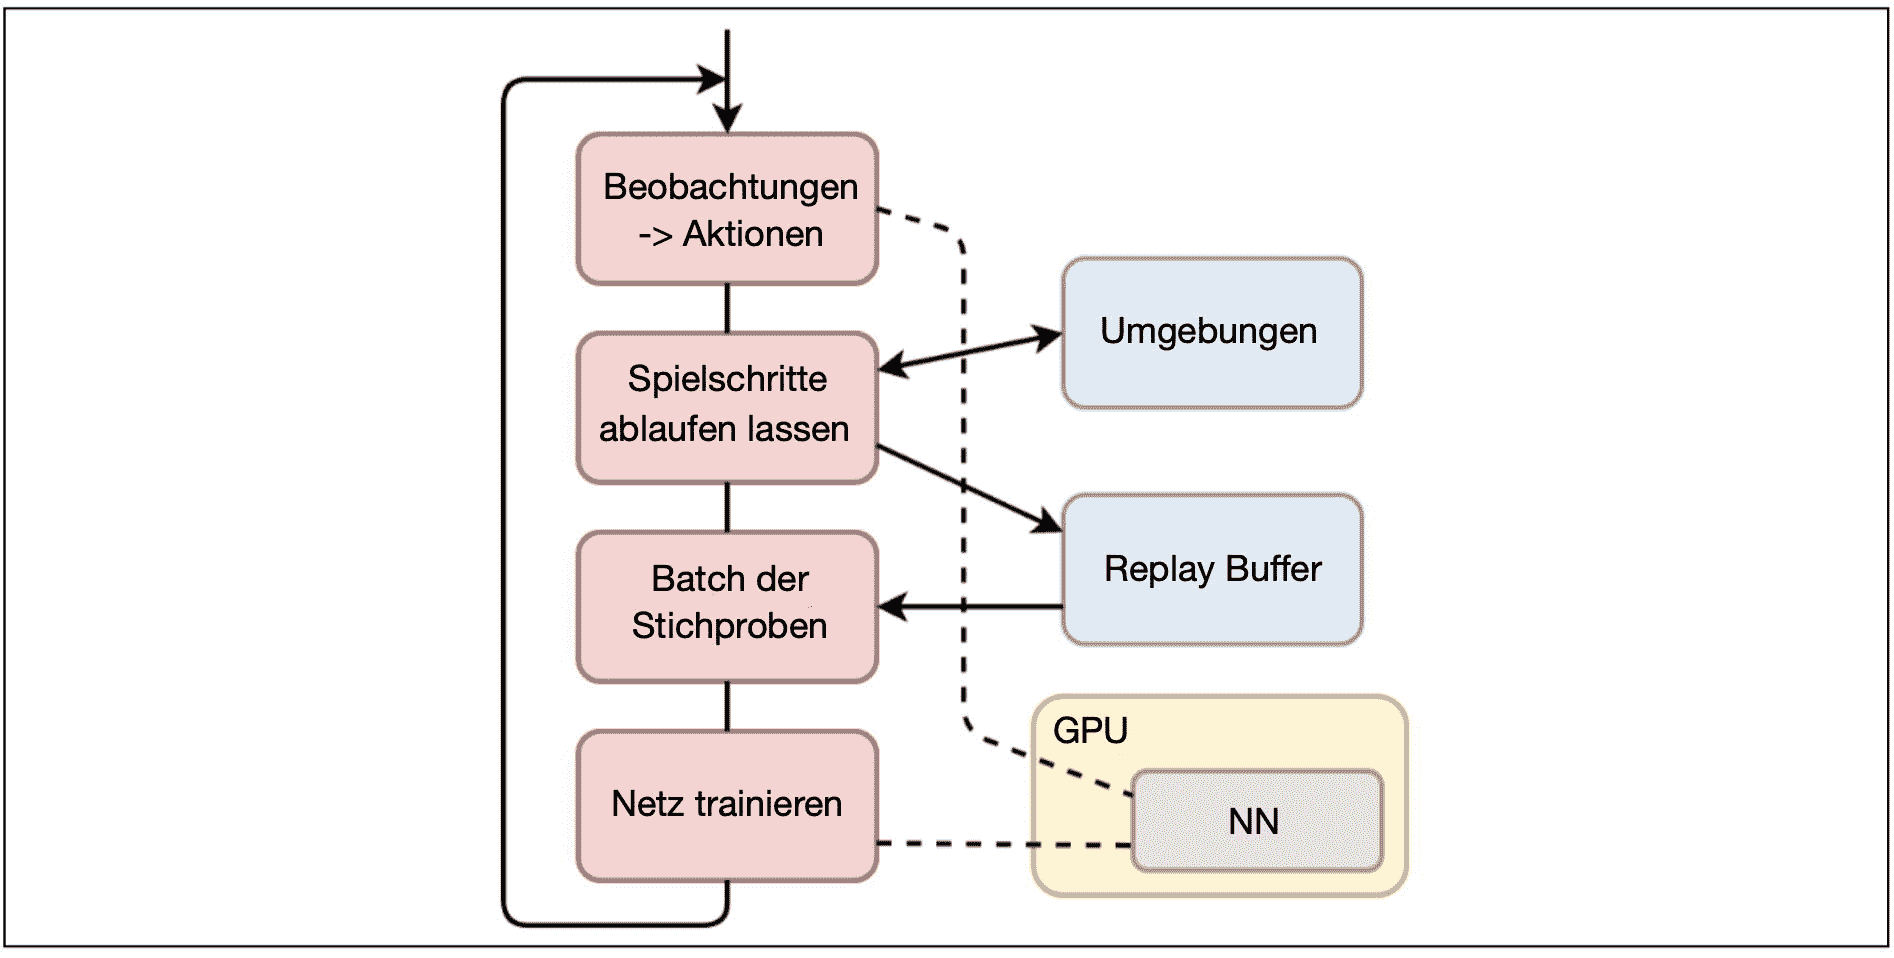 Beobachtungen
-> Aktionen
Spielschritte
ablaufen lassen
Umgebungen
Batch der
Stichproben
Replay Buffer
Netz trainieren
GPU
NN